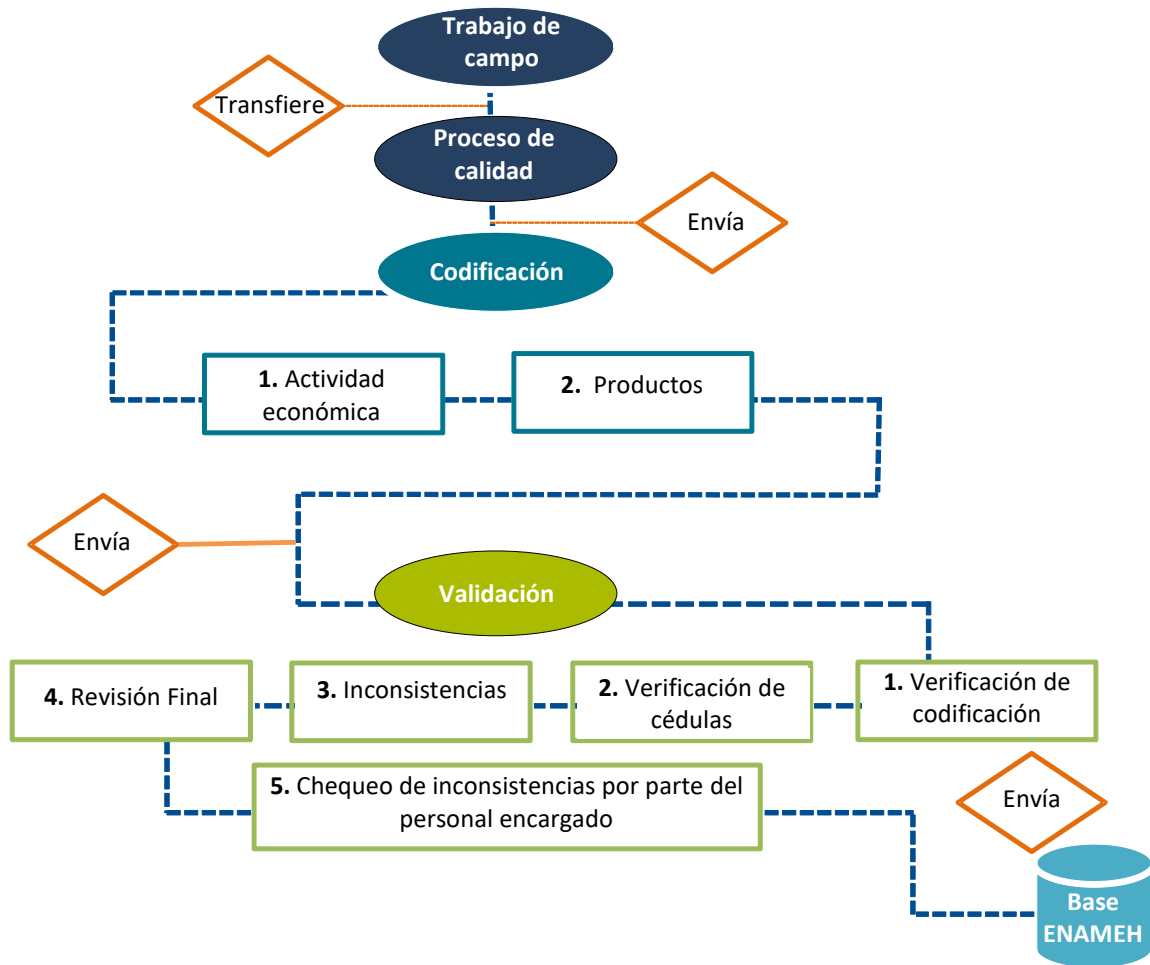 Trabajo de
campo
Transfiere
Proceso de
calidad
Envía
Codificación
1. Actividad
económica
2. Productos
Envía
Validación
1. Verificación de
codificación
2. Verificación de
cédulas
3. Inconsistencias
4. Revisión Final
5. Chequeo de inconsistencias por parte del
personal encargado
Envía
Base
ENAMEH